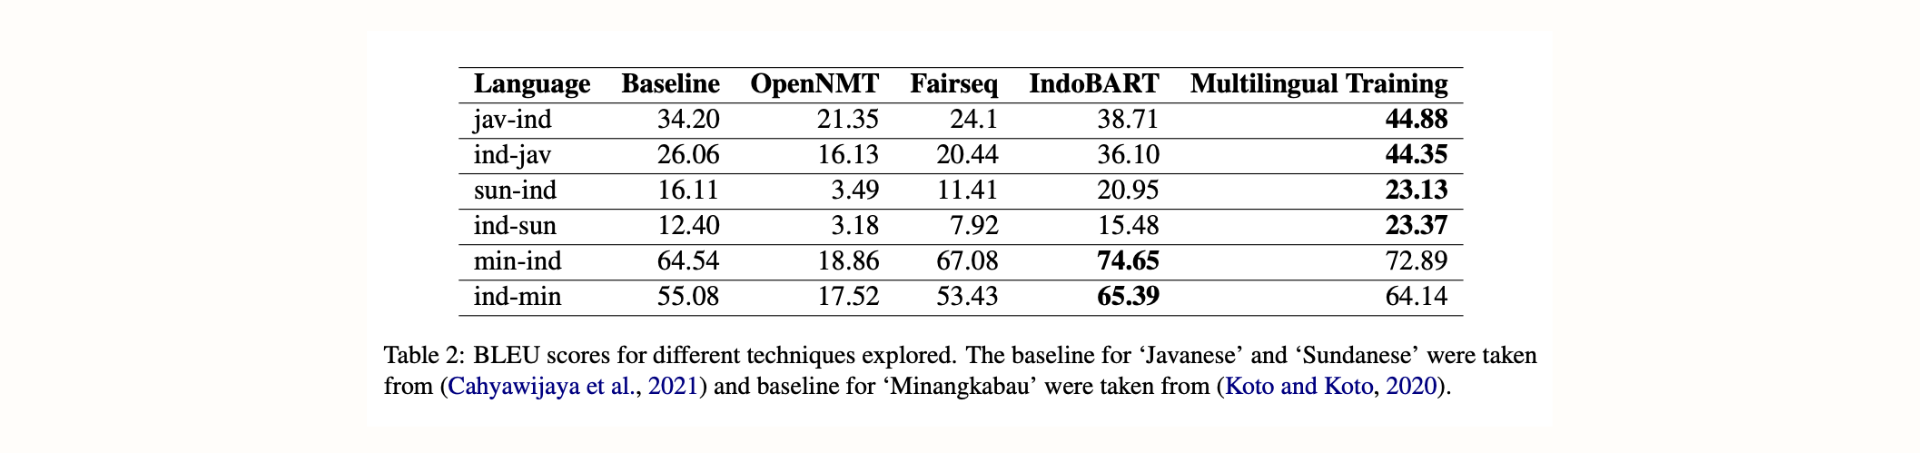 Language Baseline OpenNMT Fairseq IndoBART Multilingual Training
jav-ind 34.20 21.35 24.1 38.71 44.88
ind-jav 26.06 16.13 20.44 36.10 44.35
sun-ind 16.11 3.49 11.41 20.95 23.13
ind-sun 12.40 3.18 7.92 15.48 23.37
min-ind 64.54 18.86 67.08 74.65 72.89
ind-min 55.08 17.52 53.43 65.39 64.14
Table 2: BLEU scores for different techniques explored. The baseline for ‘Javanese’ and ‘Sundanese’ were taken
from (Cahyawijaya et al., 2021) and baseline for ‘Minangkabau’ were taken from (Koto and Koto, 2020).